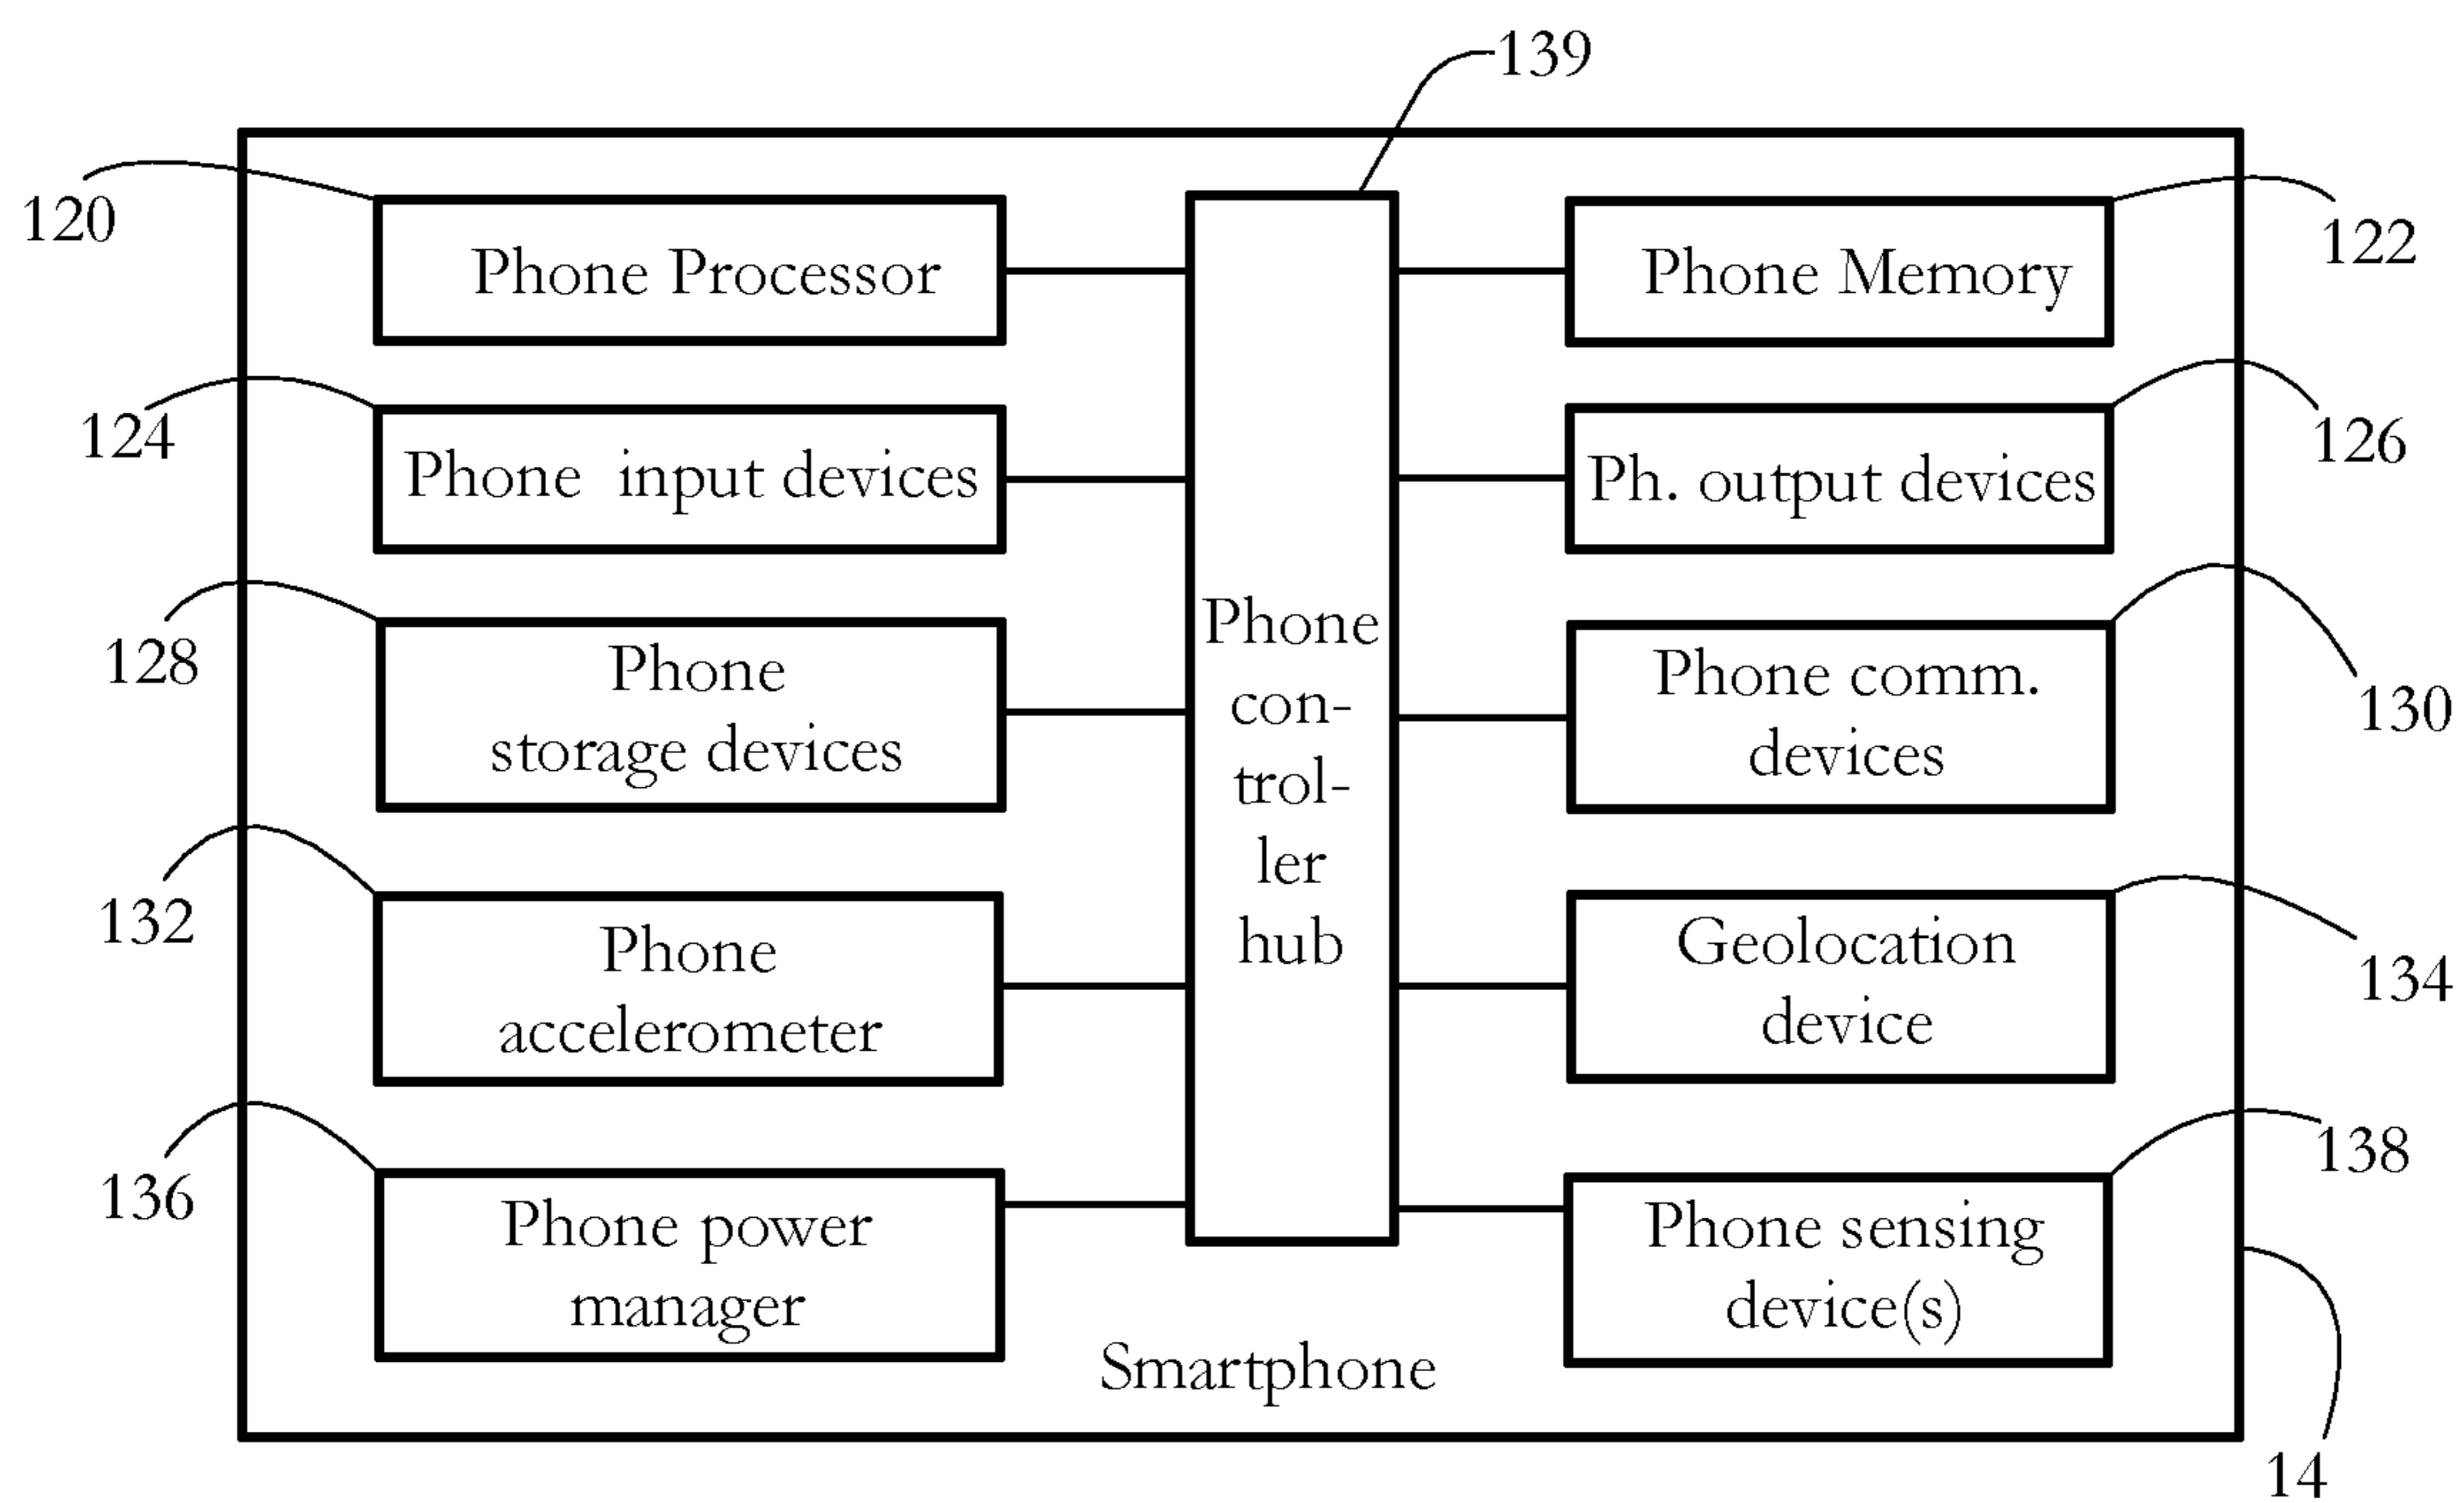 139
120
Phone Processor
Phone Memory
122
124
Phone input devices
Ph. output devices
126
128
Phone
storage devices
Phone
con-
trol-
ler
hub
Phone comm.
devices
130
132
Phone
accelerometer
Geolocation
device
134
136
Phone power
manager
Phone sensing
device(s)
138
Smartphone
14